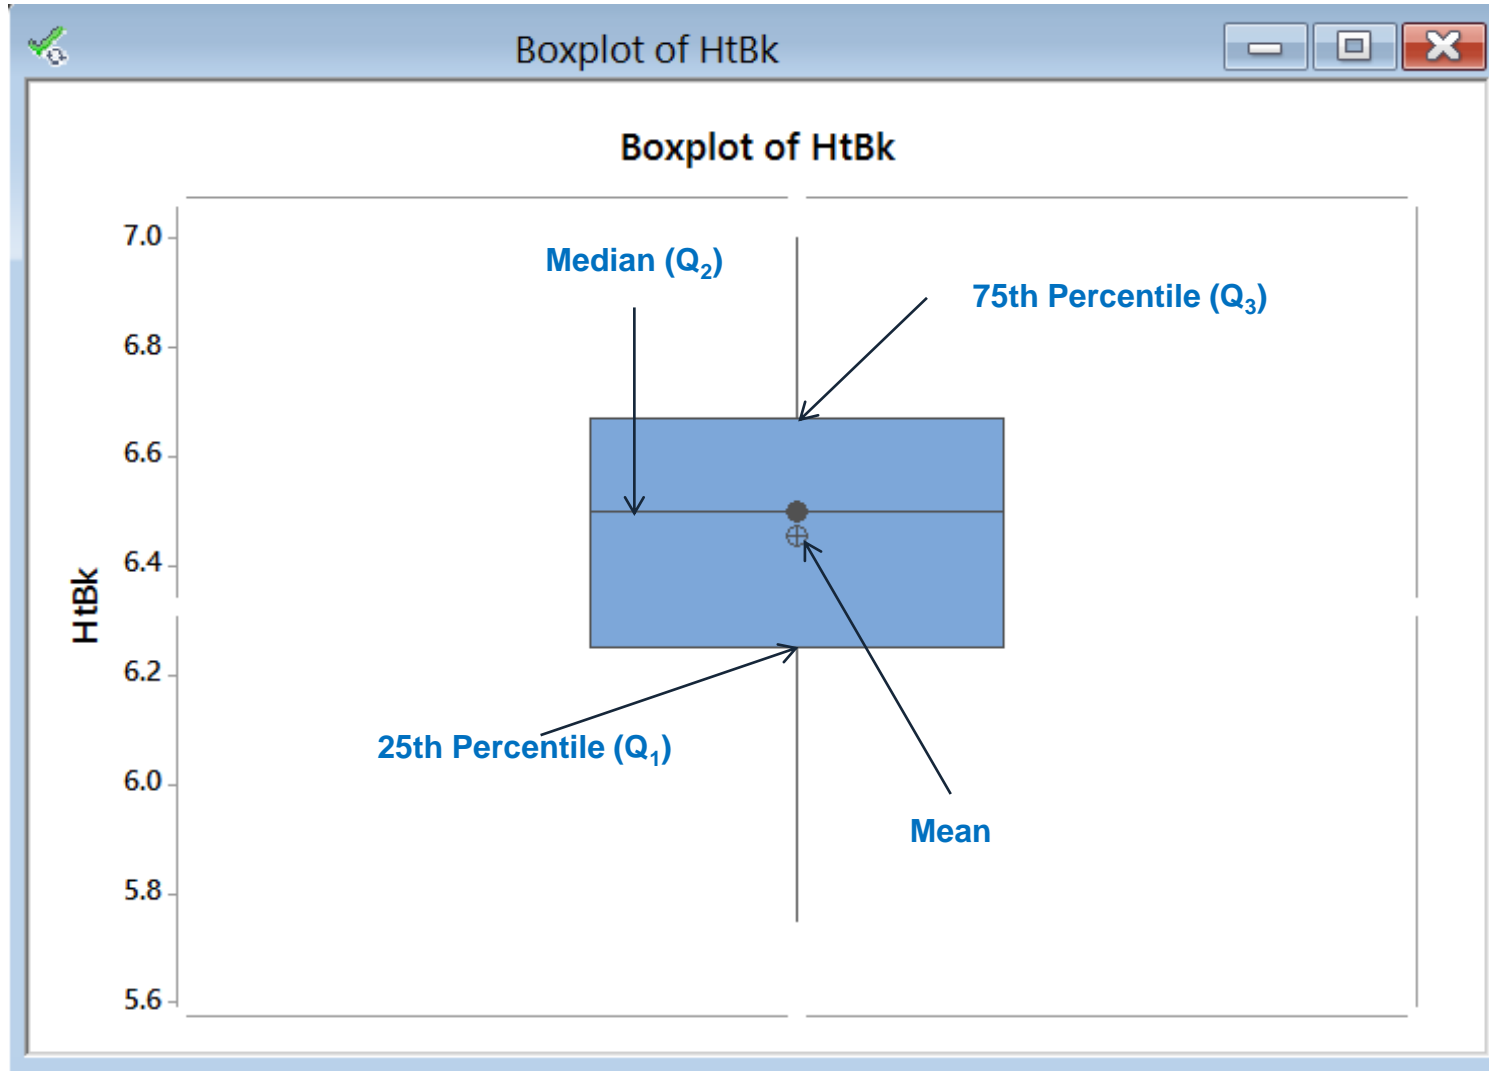 Boxplot of HtBk
Boxplot of HtBk
7.0
6.8
6.6
6.4
6.2
6.0
5.8
5.6
HtBk
Median (Q2)
75th Percentile (Q3)
25th Percentile (Q1)
Mean